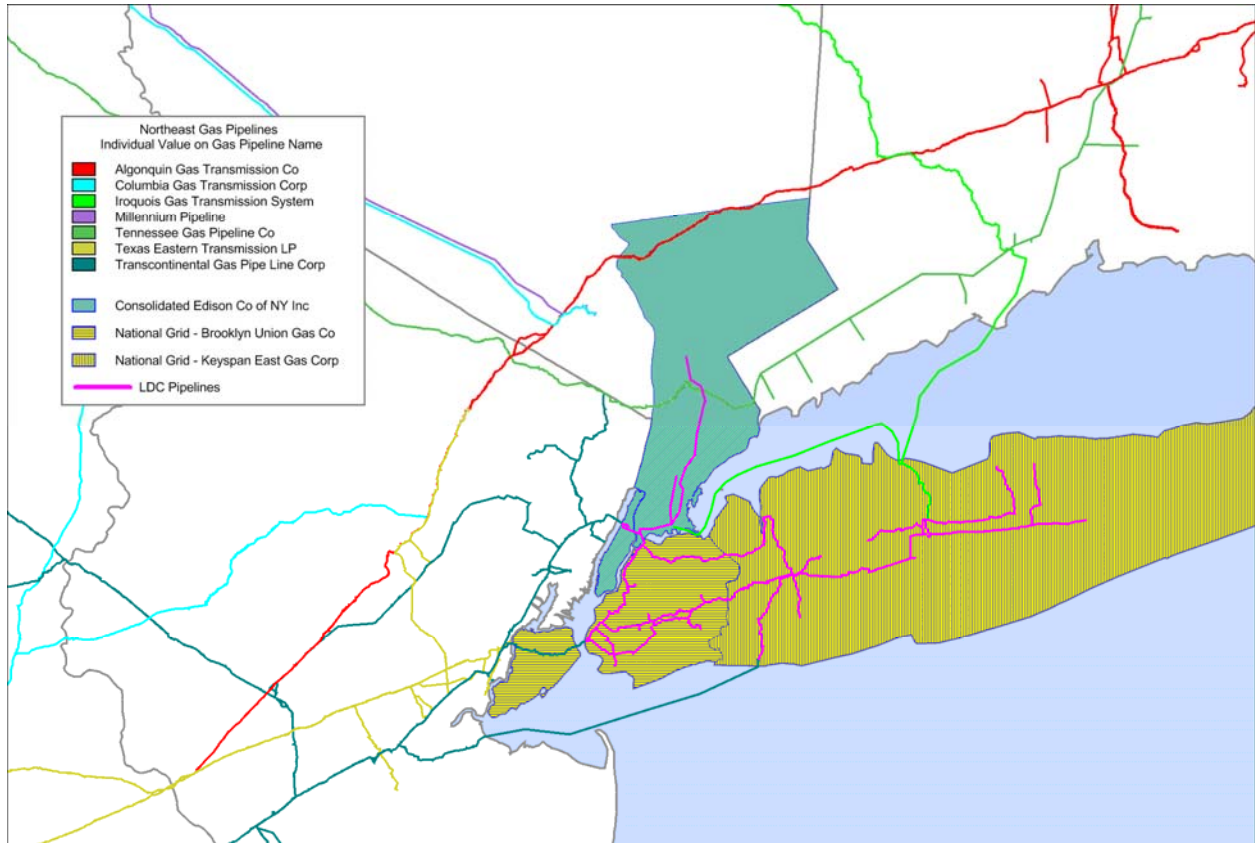 Northeast Gas Pipelines
Individual Value on Gas Pipeline Name
Algonquin Gas Transmission Co
Columbia Gas Transmission Corp
Iroquois Gas Transmission System
Millennium Pipeline
Tennessee Gas Pipeline Co
Texas Eastern Transmission LP
Transcontinental Gas Pipe Line Corp
Consolidated Edison Co of NY Inc
National Grid - Brooklyn Union Gas Co
National Grid - Keyspan East Gas Corp
LDC Pipelines